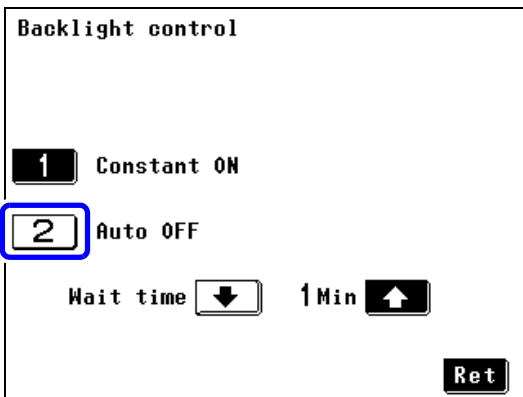 Backlight control
1 Constant ON
2 Auto OFF
Wait time 1 Min
Ret